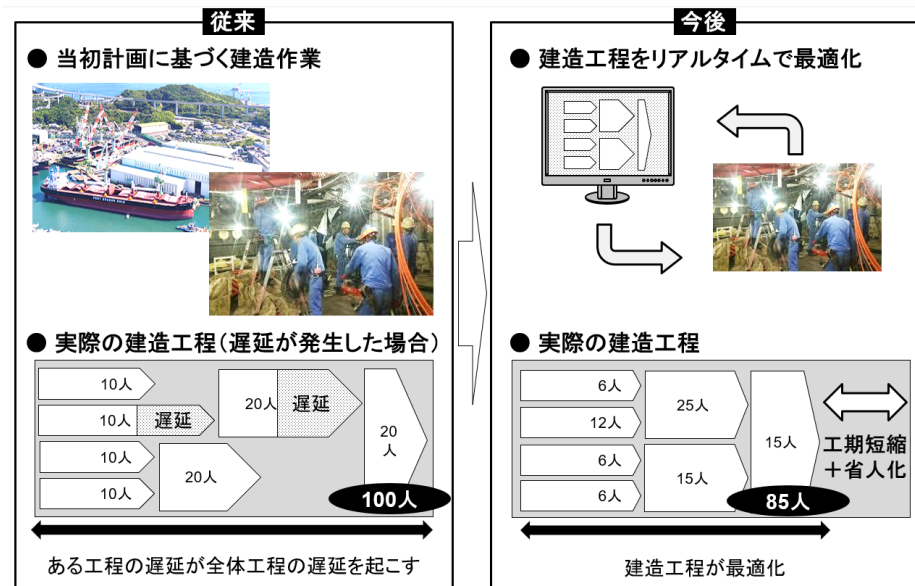 従来
● 当初計画に基づく建造作業
● 実際の建造工程(遅延が発生した場合)
10人
10人 遅延
10人
10人
20人 遅延
20人
20
人
100人
ある工程の遅延が全体工程の遅延を起こす
今後
● 建造工程をリアルタイムで最適化
● 実際の建造工程
6人
12人
6人
6人
25人
15人
15人
85人
工期短縮
+省人化
建造工程が最適化